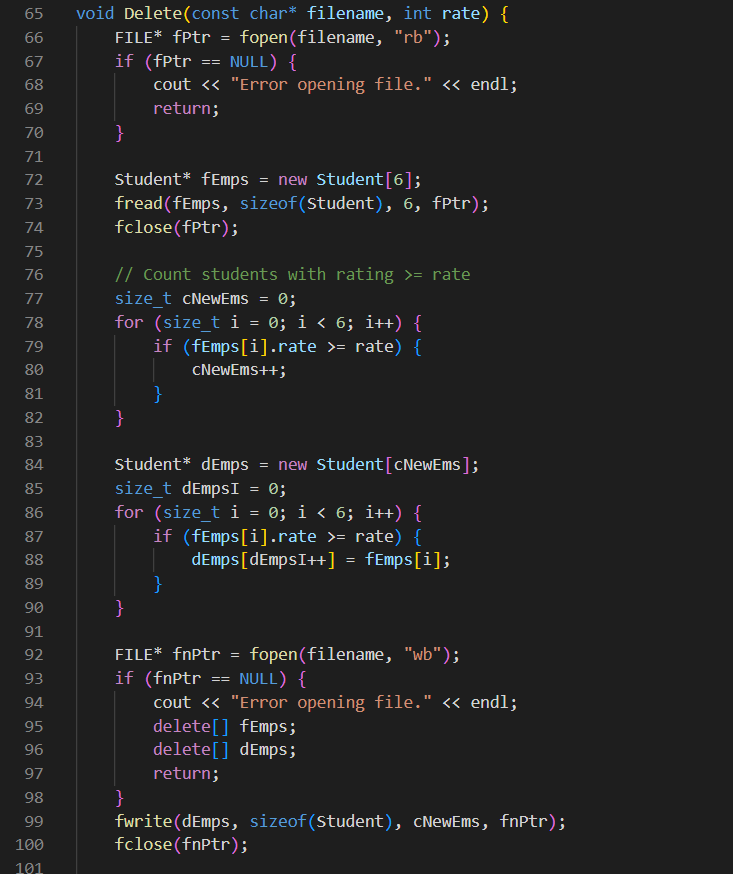 65 void Delete(const char* filename, int rate) {
66 FILE* fPtr = fopen(filename, "rb");
67 if (fPtr == NULL) {
68 cout << "Error opening file." << endl;
69 return;
70 }
71
72 Student* fEmps = new Student[6];
73 fread(fEmps, sizeof(Student), 6, fPtr);
74 fclose(fPtr);
75
76 // Count students with rating >= rate
77 size_t cNewEms = 0;
78 for (size_t i = 0; i < 6; i++) {
79 if (fEmps[i].rate >= rate) {
80 cNewEms++;
81 }
82 }
83
84 Student* dEmps = new Student[cNewEms];
85 size_t dEmpsI = 0;
86 for (size_t i = 0; i < 6; i++) {
87 if (fEmps[i].rate >= rate) {
88 dEmps[dEmpsI++] = fEmps[i];
89 }
90 }
91
92 FILE* fnPtr = fopen(filename, "wb");
93 if (fnPtr == NULL) {
94 cout << "Error opening file." << endl;
95 delete[] fEmps;
96 delete[] dEmps;
97 return;
98 }
99 fwrite(dEmps, sizeof(Student), cNewEms, fnPtr);
100 fclose(fnPtr);
101